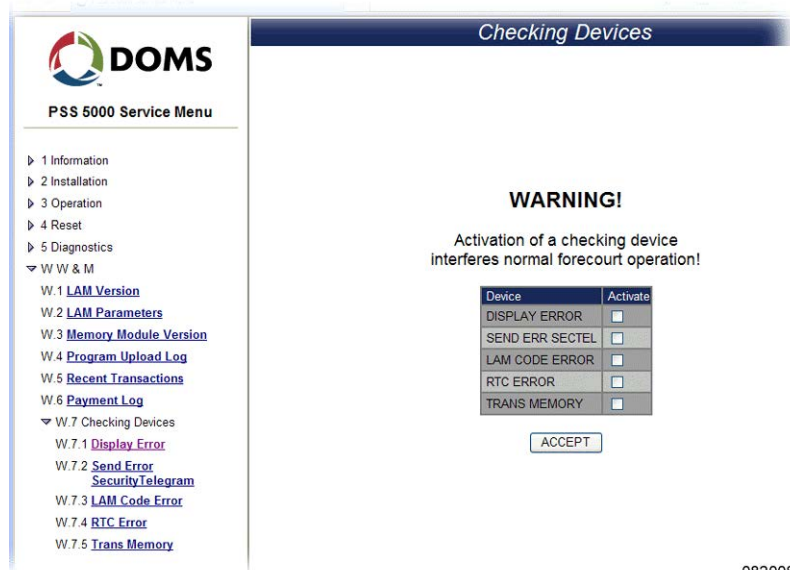 Checking Devices
DOMS
PSS 5000 Service Menu
1 Information
2 Installation
3 Operation
4 Reset
5 Diagnostics
W W & M
W.1 LAM Version
W.2 LAM Parameters
W.3 Memory Module Version
W.4 Program Upload Log
W.5 Recent Transactions
W.6 Payment Log
W.7 Checking Devices
W.7.1 Display Error
W.7.2 Send Error
SecurityTelegram
W.7.3 LAM Code Error
W.7.4 RTC Error
W.7.5 Trans Memory
WARNING!
Activation of a checking device
interferes normal forecourt operation!
Device Activate
DISPLAY ERROR
SEND ERR SECTEL
LAM CODE ERROR
RTC ERROR
TRANS MEMORY
ACCEPT